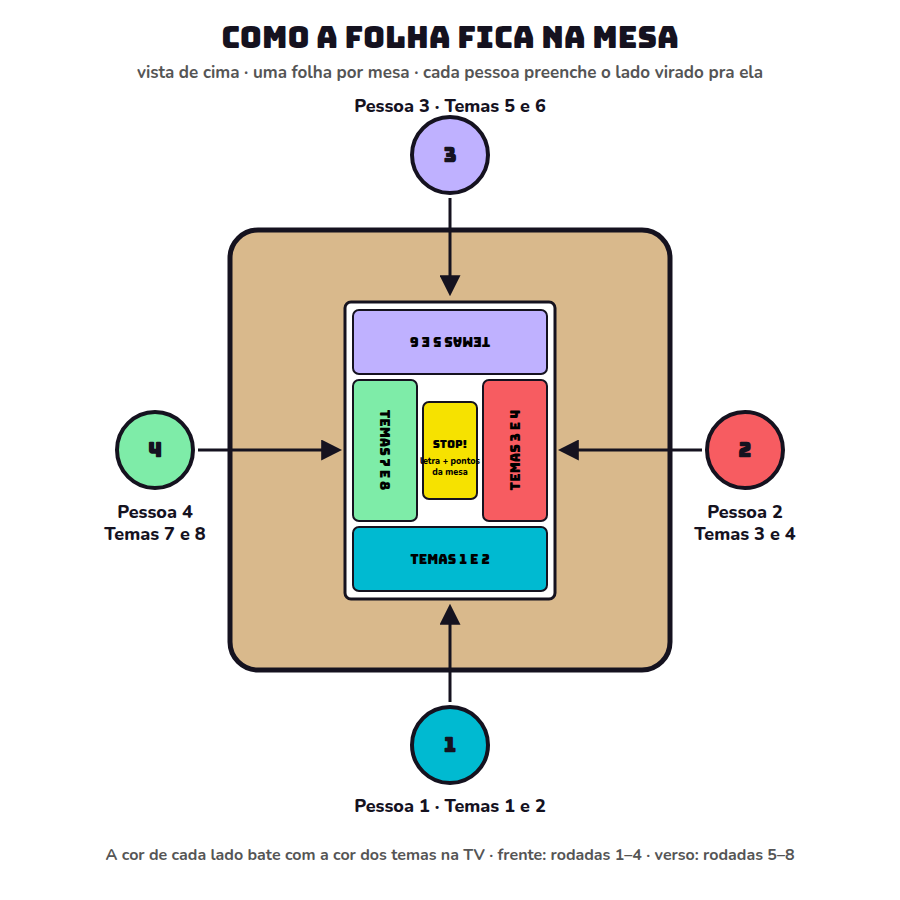 COMO A FOLHA FICA NA MESA
vista de cima · uma folha por mesa · cada pessoa preenche o lado virado pra ela
Pessoa 3 · Temas 5 e 6
3
TEMAS 5 E 6
4
TEMAS 7 E 8
STOP!
letra + pontos
da mesa
TEMAS 3 E 4
2
Pessoa 4
Temas 7 e 8
Pessoa 2
Temas 3 e 4
TEMAS 1 E 2
1
Pessoa 1 · Temas 1 e 2
A cor de cada lado bate com a cor dos temas na TV · frente: rodadas 1–4 · verso: rodadas 5–8